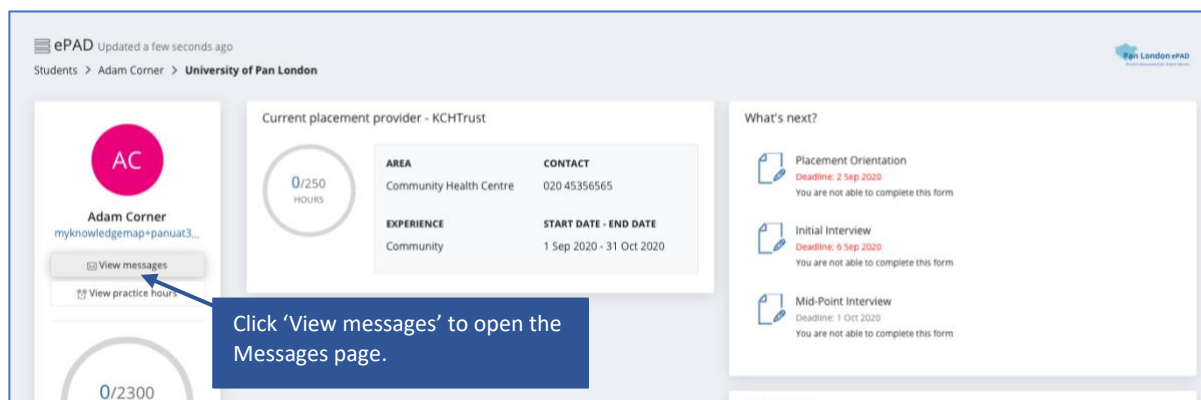 ePAD Updated a few seconds ago
Students > Adam Corner > University of Pan London
Pan London ePAD
AC
Adam Corner
myknowledgemap+panuat3...
View messages
View practice hours
0/2300
Current placement provider - KCHTrust
0/250
HOURS
AREA
Community Health Centre
CONTACT
020 45356565
EXPERIENCE
Community
START DATE - END DATE
1 Sep 2020 - 31 Oct 2020
Click ‘View messages’ to open the
Messages page.
What's next?
Placement Orientation
Deadline: 2 Sep 2020
You are not able to complete this form
Initial Interview
Deadline: 6 Sep 2020
You are not able to complete this form
Mid-Point Interview
Deadline: 1 Oct 2020
You are not able to complete this form